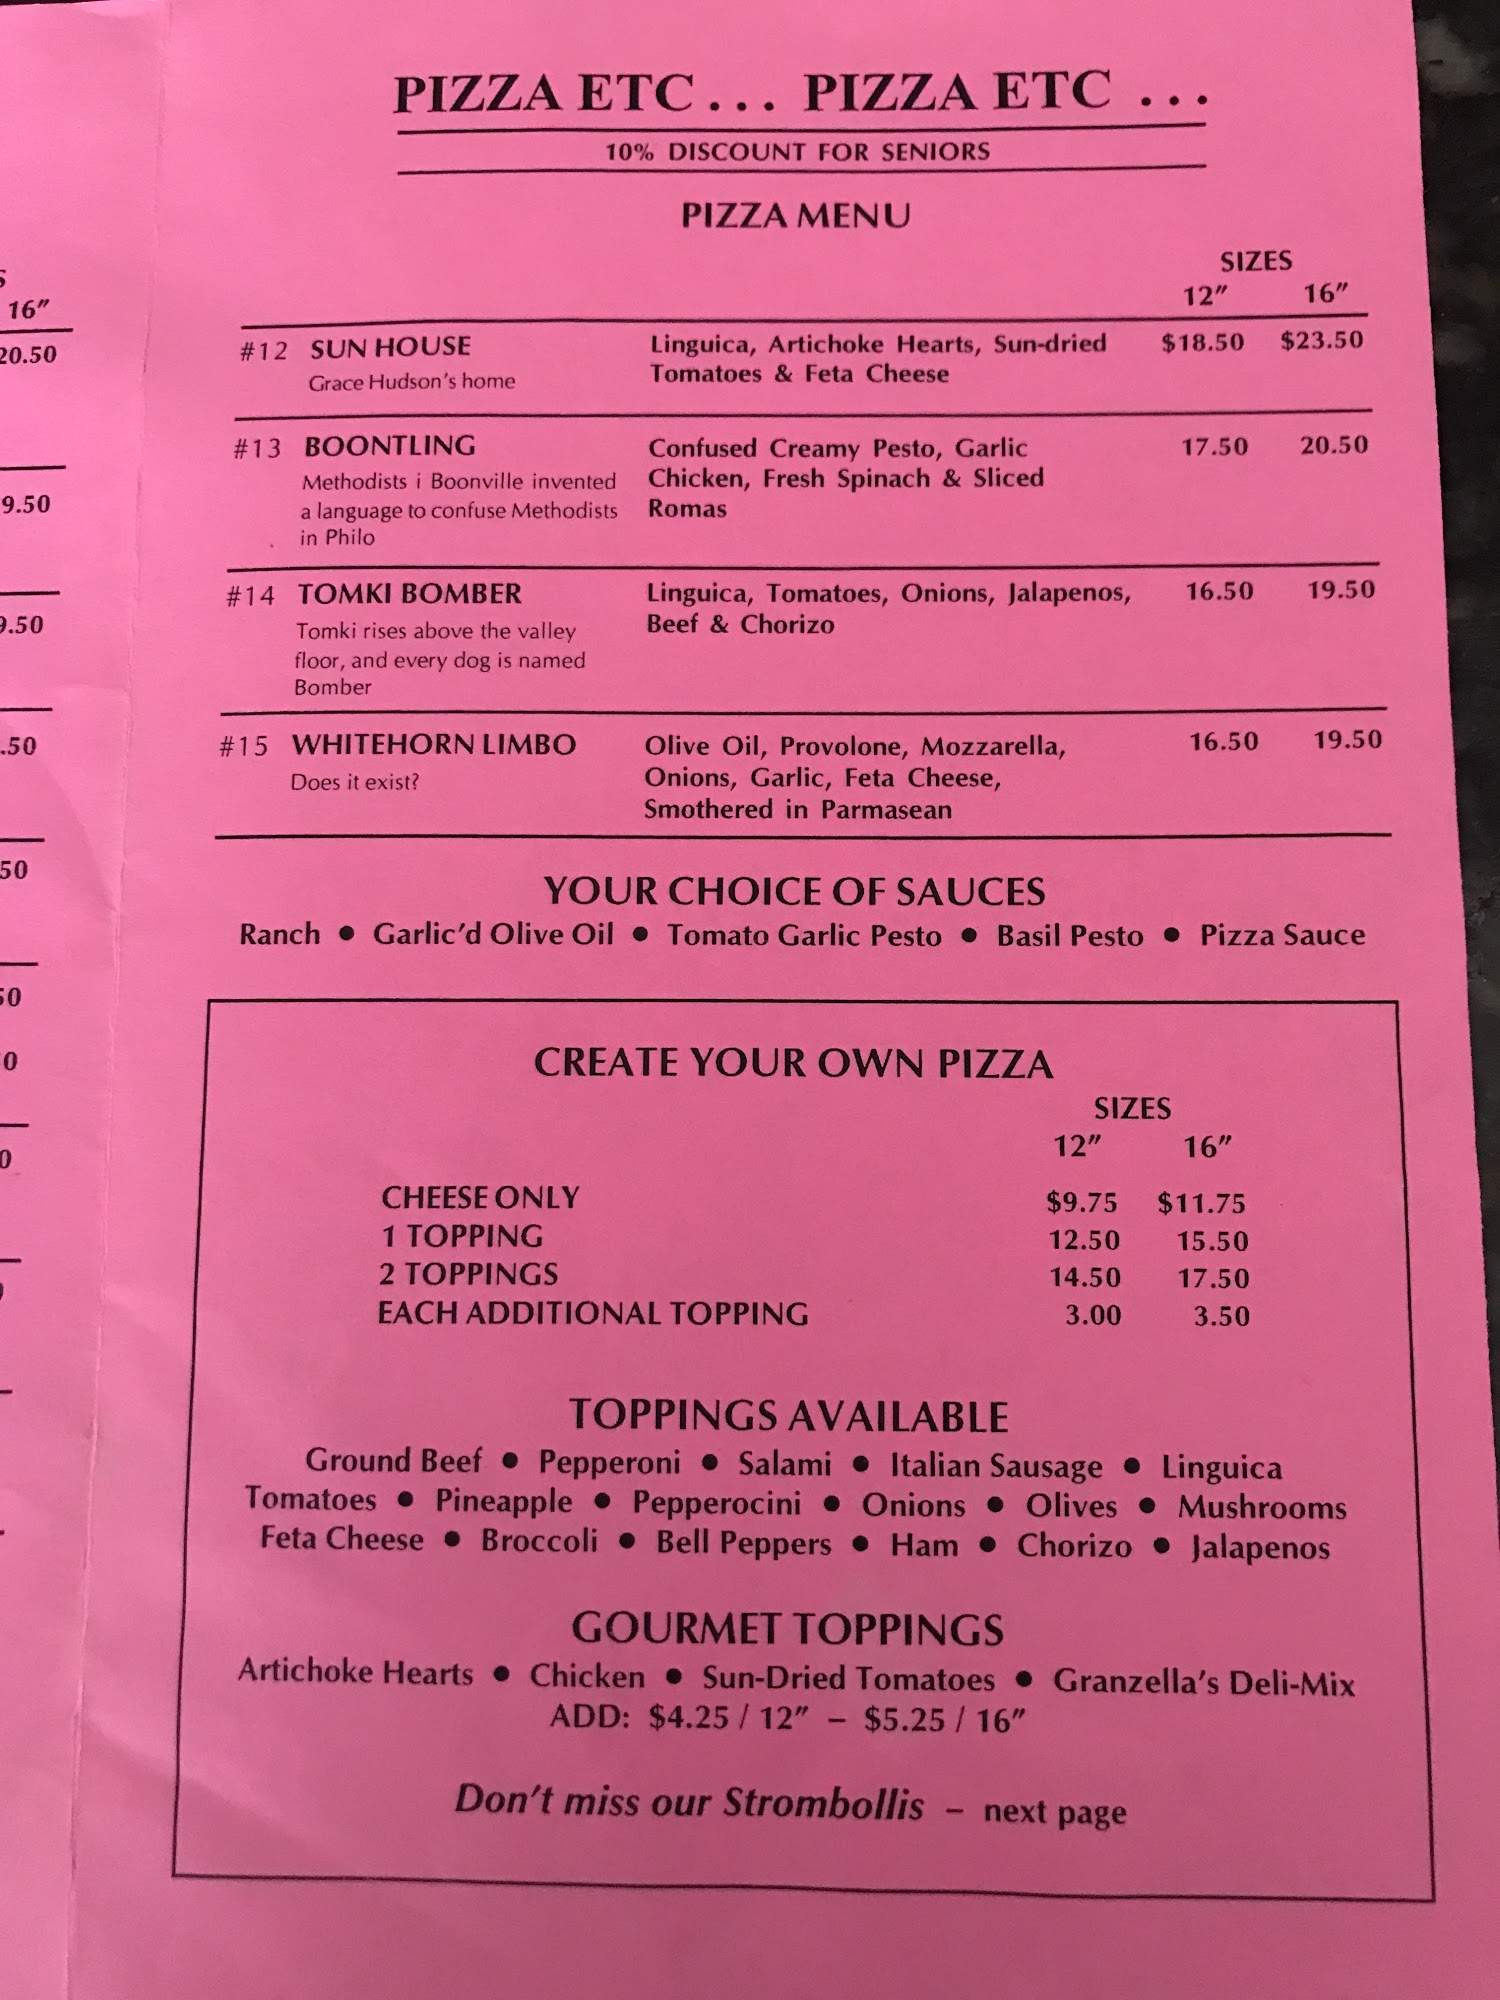 PIZZA ETC... PIZZA ETC ...
10% DISCOUNT FOR SENIORS
PIZZA MENU
SIZES
12" 16"
#12 SUN HOUSE Linguica, Artichoke Hearts, Sun-dried $18.50 $23.50
Grace Hudson's home Tomatoes & Feta Cheese
#13 BOONTLING Confused Creamy Pesto, Garlic 17.50 20.50
Methodists i Boonville invented Chicken, Fresh Spinach & Sliced
a language to confuse Methodists Romas
in Philo
#14 TOMKI BOMBER Linguica, Tomatoes, Onions, Jalapenos, 16.50 19.50
Tomki rises above the valley Beef & Chorizo
floor, and every dog is named
Bomber
#15 WHITEHORN LIMBO Olive Oil, Provolone, Mozzarella, 16.50 19.50
Does it exist? Onions, Garlic, Feta Cheese,
Smothered in Parmasean
YOUR CHOICE OF SAUCES
Ranch • Garlic'd Olive Oil • Tomato Garlic Pesto • Basil Pesto • Pizza Sauce
CREATE YOUR OWN PIZZA
SIZES
12" 16"
CHEESE ONLY $9.75 $11.75
1 TOPPING 12.50 15.50
2 TOPPINGS 14.50 17.50
EACH ADDITIONAL TOPPING 3.00 3.50
TOPPINGS AVAILABLE
Ground Beef • Pepperoni • Salami • Italian Sausage • Linguica
Tomatoes • Pineapple • Pepperocini • Onions • Olives • Mushrooms
Feta Cheese • Broccoli • Bell Peppers • Ham • Chorizo • Jalapenos
GOURMET TOPPINGS
Artichoke Hearts • Chicken • Sun-Dried Tomatoes • Granzella's Deli-Mix
ADD: $4.25 / 12" – $5.25 / 16"
Don't miss our Strombollis – next page